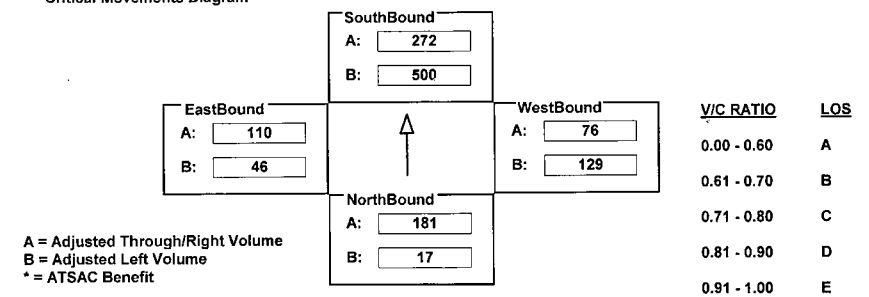 Critical Movements Diagram
SouthBound
A: 272
B: 500
EastBound
A: 110
B: 46
WestBound
A: 76
B: 129
NorthBound
A: 181
B: 17
A = Adjusted Through/Right Volume
B = Adjusted Left Volume
* = ATSAC Benefit
V/C RATIO LOS
0.00 - 0.60 A
0.61 - 0.70 B
0.71 - 0.80 C
0.81 - 0.90 D
0.91 - 1.00 E